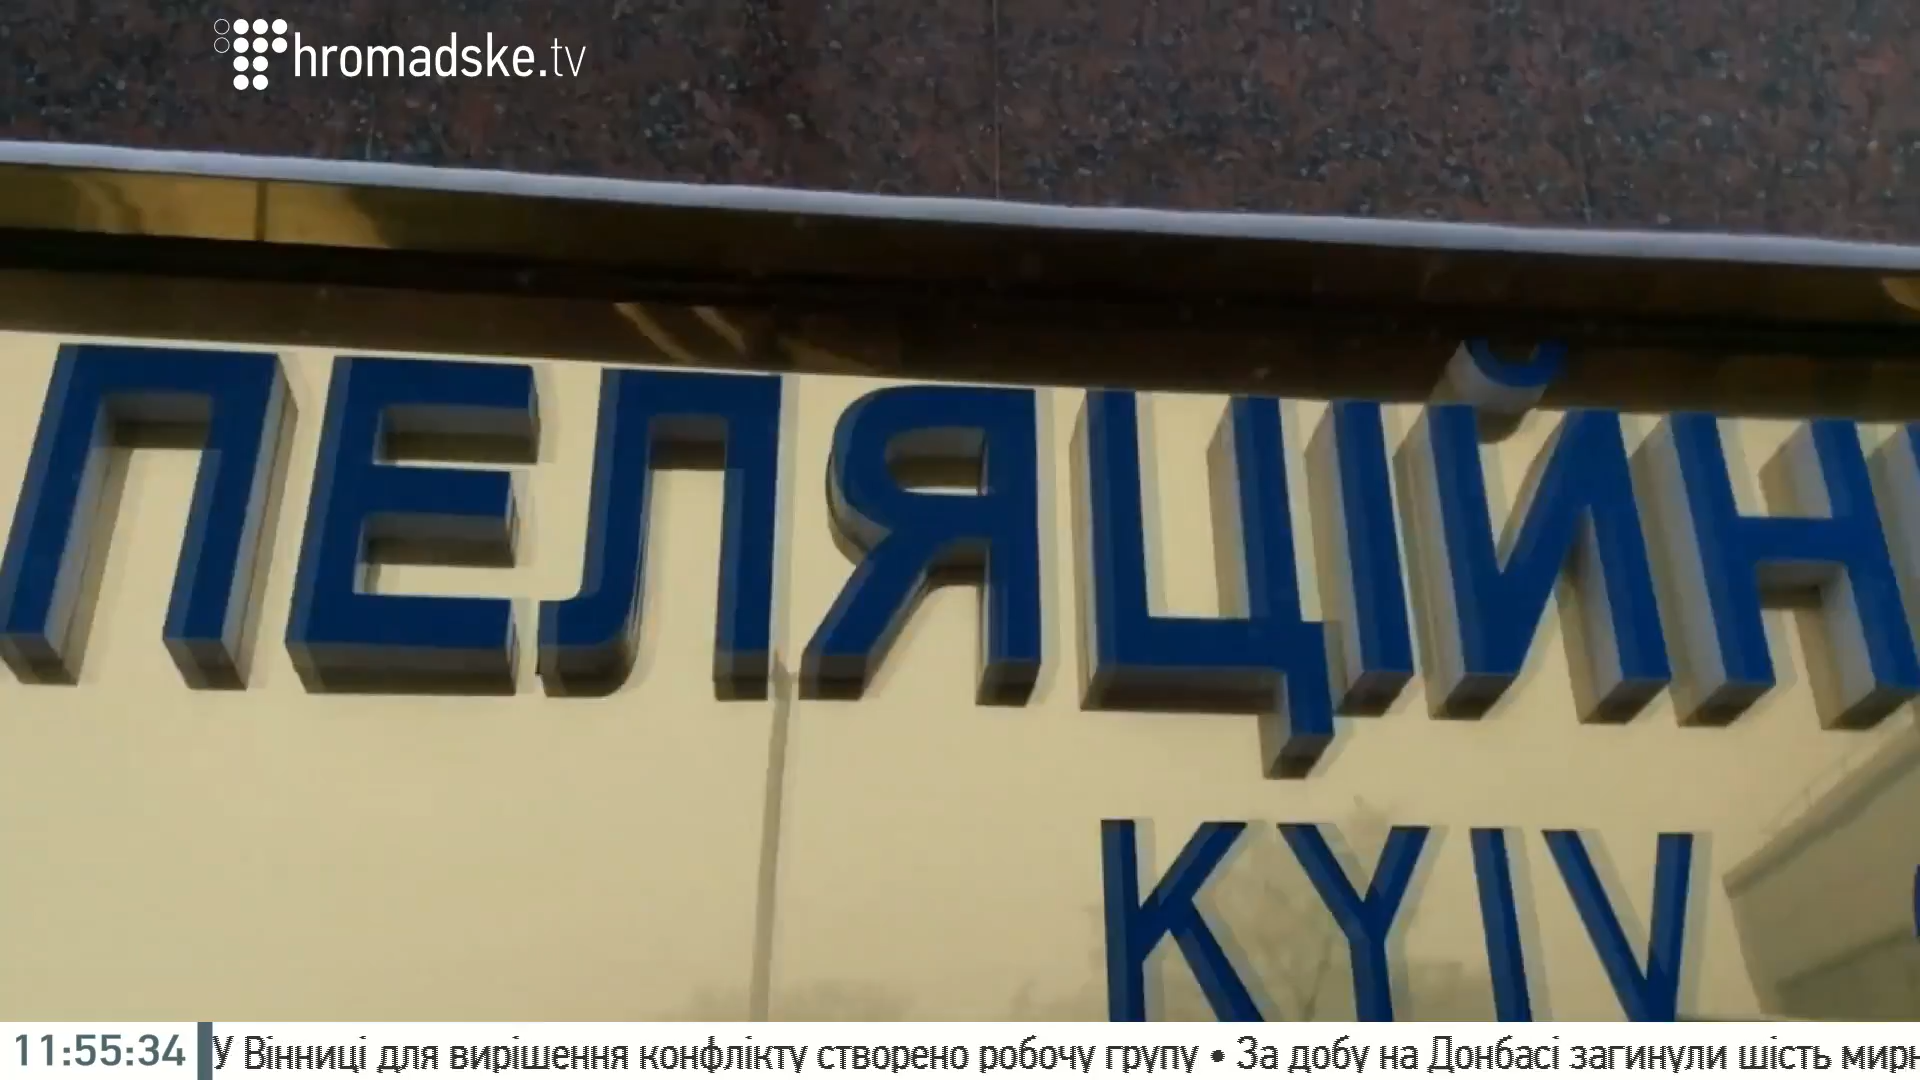 hromadske.tv
ПЕЛЯЦІЙН
KYIV
11:55:34 У Вінниці для вирішення конфлікту створено робочу групу • За добу на Донбасі загинули шість мирн